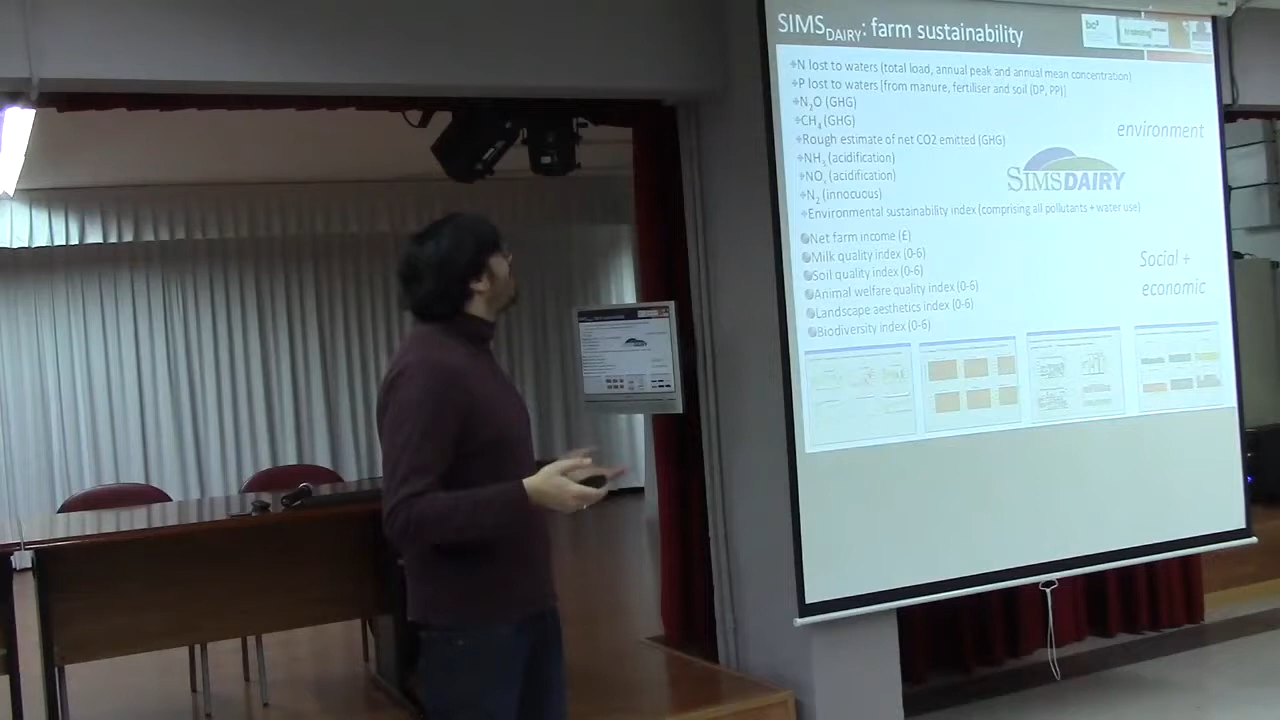 SIMSDAIRY: farm sustainability
bc³
training
N lost to waters (total load, annual peak and annual mean concentration)
P lost to waters (from manure, fertiliser and soil (DP, PP)]
N₂O (GHG)
CH₄ (GHG)
environment
Rough estimate of net CO2 emitted (GHG)
NH₃ (acidification)
NOₓ (acidification)
SIMSDAIRY
N₂ (innocuous)
Environmental sustainability index (comprising all pollutants + water use)
Net farm income (£)
Milk quality index (0-6)
Soil quality index (0-6)
Social +
economic
Animal welfare quality index (0-6)
Landscape aesthetics index (0-6)
Biodiversity index (0-6)